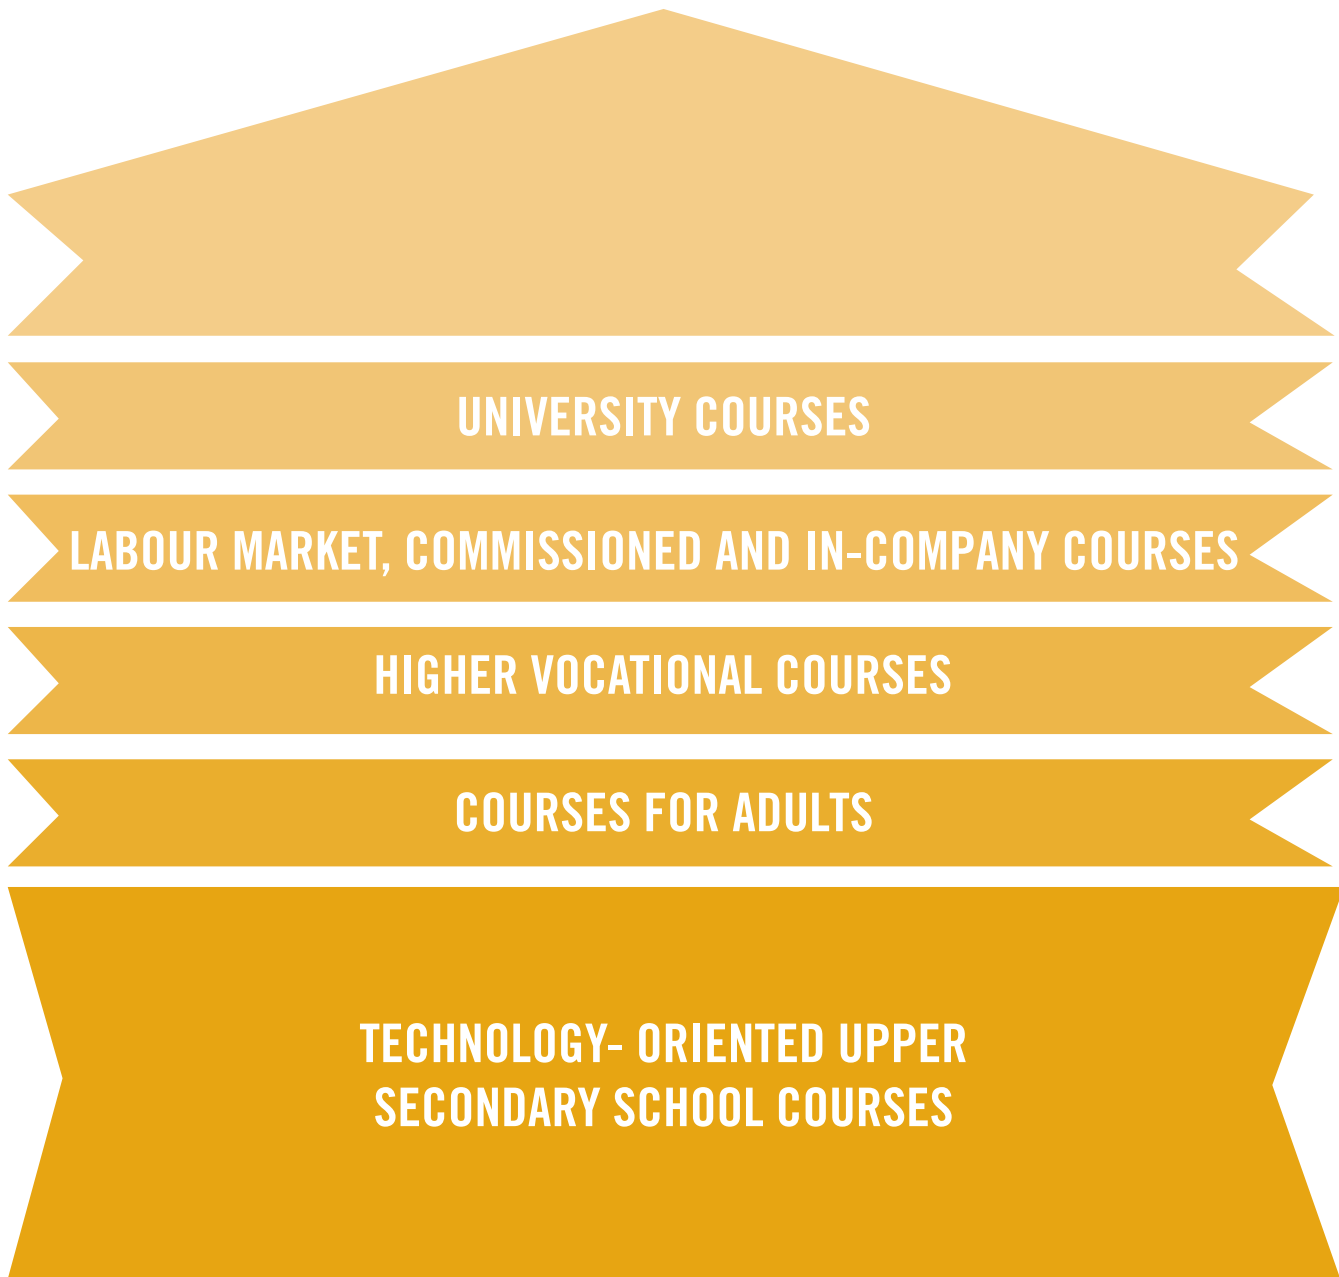 UNIVERSITY COURSES
LABOUR MARKET, COMMISSIONED AND IN-COMPANY COURSES
HIGHER VOCATIONAL COURSES
COURSES FOR ADULTS
TECHNOLOGY- ORIENTED UPPER
SECONDARY SCHOOL COURSES